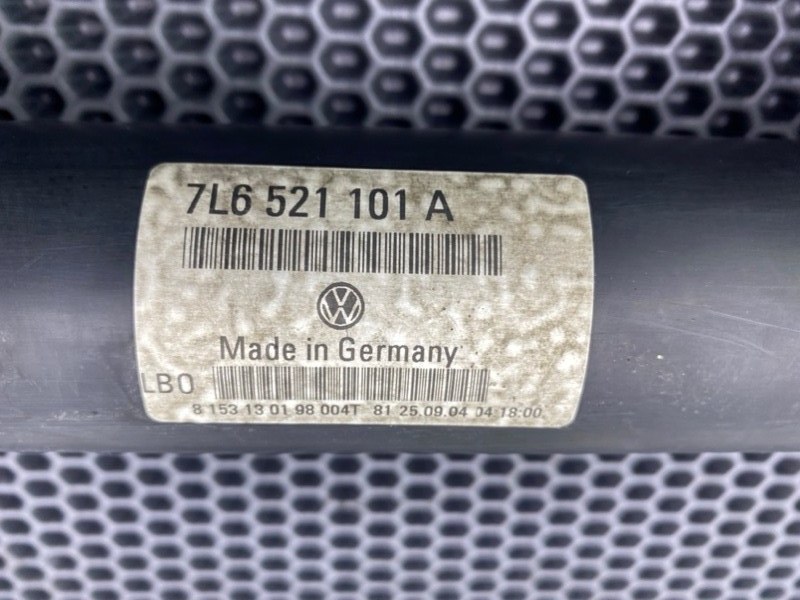 7L6 521 101 A
Made in Germany
LBO
8 153 13 01 98 004T 81 25.09.04 04:18:00